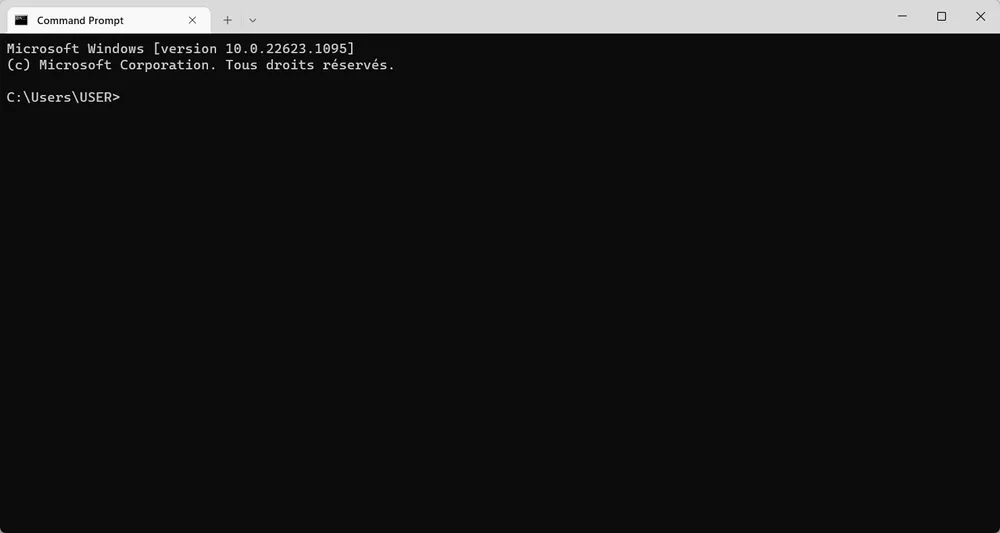 Command Prompt
Microsoft Windows [version 10.0.22623.1095]
(c) Microsoft Corporation. Tous droits réservés.
C:\Users\USER>